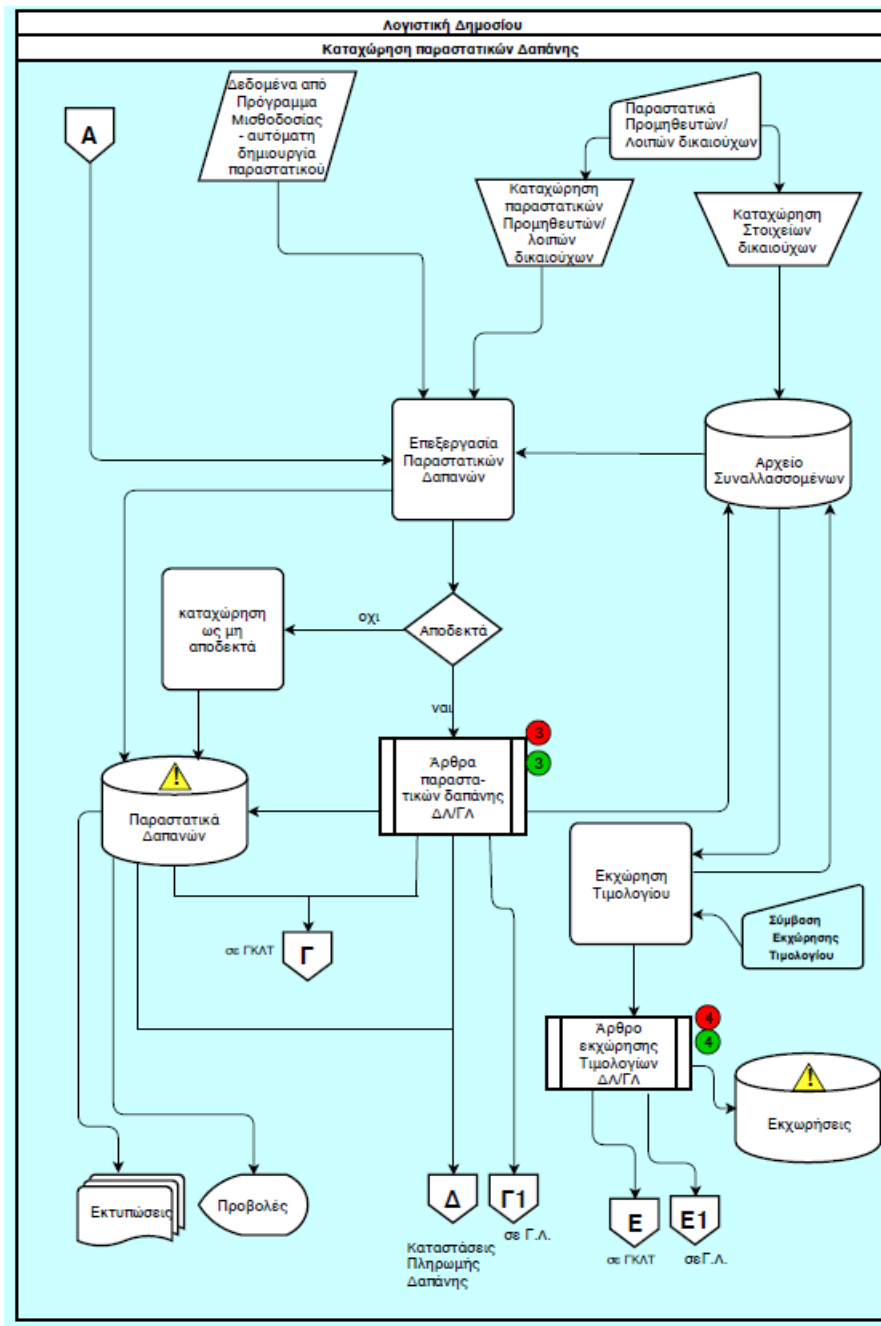 Λογιστική Δημοσίου
Καταχώρηση παραστατικών Δαπάνης
Α
Δεδομένα από
Πρόγραμμα
Μισθοδοσίας
- αυτόματη
δημιουργία
παραστατικού
Παραστατικά
Προμηθευτών/
Λοιπών δικαιούχων
Καταχώρηση
παραστατικών
Προμηθευτών/
λοιπών
δικαιούχων
Καταχώρηση
Στοιχείων
δικαιούχων
Επεξεργασία
Παραστατικών
Δαπανών
Αρχείο
Συναλλασσομένων
καταχώρηση
ως μη
αποδεκτά
οχι
Αποδεκτά
ναι
3
3
Άρθρα
παραστα-
τικών δαπάνης
ΔΛ/ΓΛ
!
Παραστατικά
Δαπανών
Εκχώρηση
Τιμολογίου
Σύμβαση
Εκχώρησης
Τιμολογίου
σε ΓΚΛΤ
Γ
4
4
Άρθρο
εκχώρησης
Τιμολογίων
ΔΛ/ΓΛ
!
Εκχωρήσεις
Εκτυπώσεις
Προβολές
Δ
Καταστάσεις
Πληρωμής
Δαπάνης
Γ1
σε Γ.Λ.
Ε
σε ΓΚΛΤ
Ε1
σεΓ.Λ.